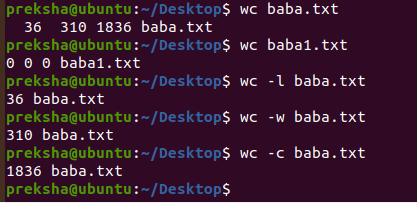 preksha@ubuntu:~/Desktop$ wc baba.txt
  36  310 1836 baba.txt
preksha@ubuntu:~/Desktop$ wc baba1.txt
0 0 0 baba1.txt
preksha@ubuntu:~/Desktop$ wc -l baba.txt
36 baba.txt
preksha@ubuntu:~/Desktop$ wc -w baba.txt
310 baba.txt
preksha@ubuntu:~/Desktop$ wc -c baba.txt
1836 baba.txt
preksha@ubuntu:~/Desktop$